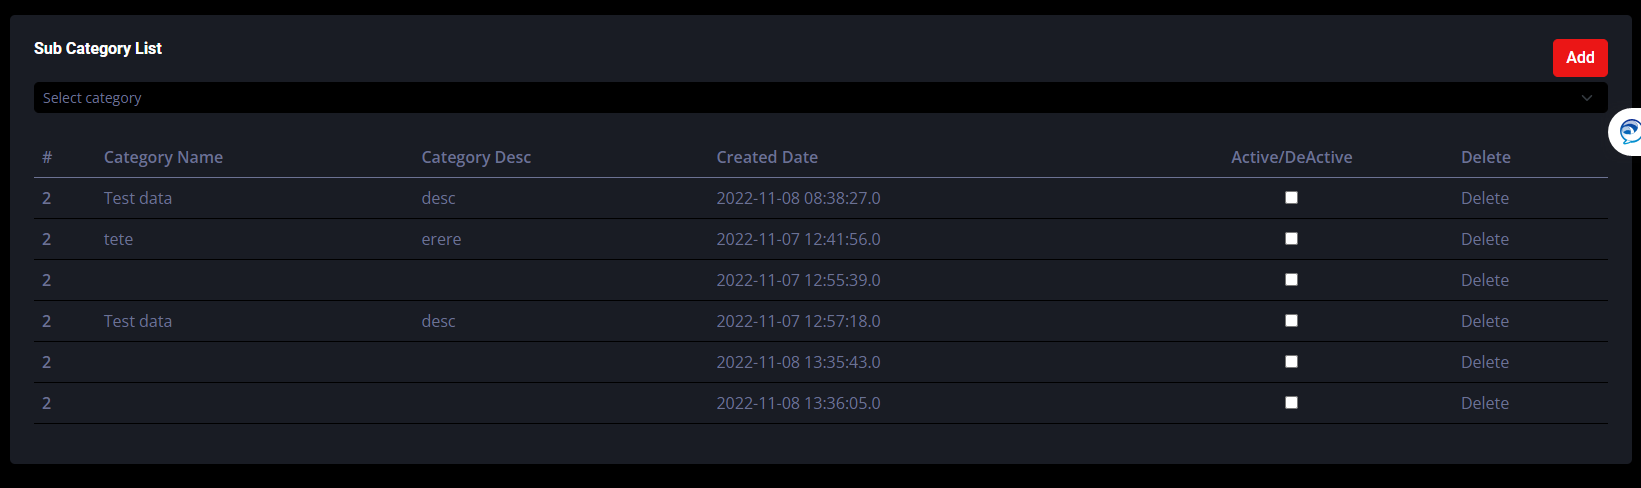 Sub Category List
Add
Select category
# Category Name Category Desc Created Date Active/DeActive Delete
2 Test data desc 2022-11-08 08:38:27.0 Delete
2 tete erere 2022-11-07 12:41:56.0 Delete
2 2022-11-07 12:55:39.0 Delete
2 Test data desc 2022-11-07 12:57:18.0 Delete
2 2022-11-08 13:35:43.0 Delete
2 2022-11-08 13:36:05.0 Delete